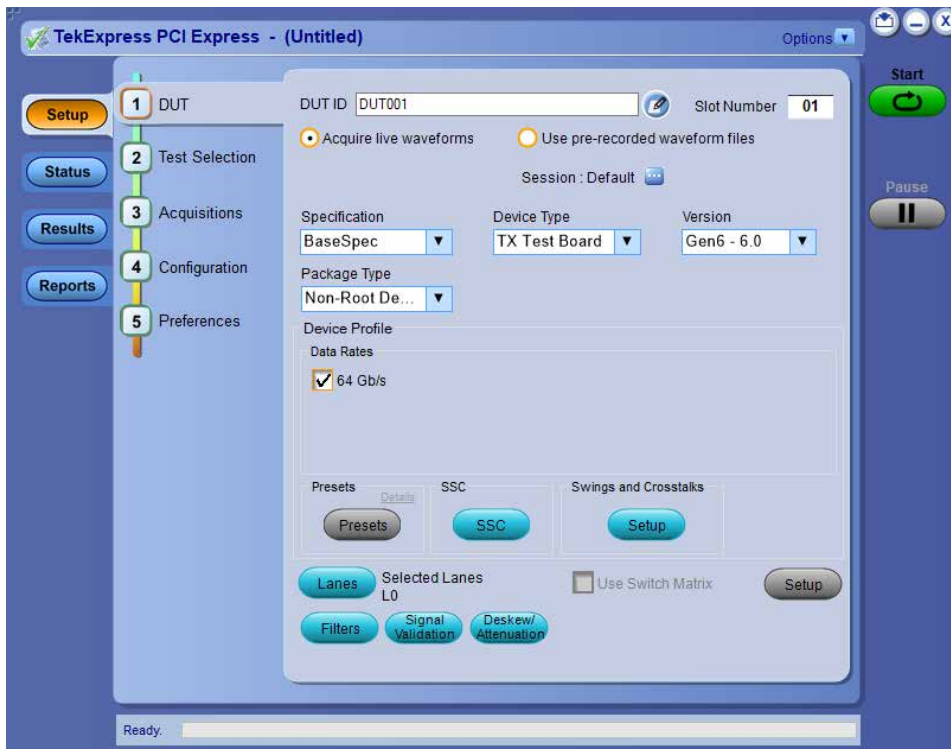 TekExpress PCI Express - (Untitled)
Options
X
Start
Pause
Setup
Status
Results
Reports
1 DUT
2 Test Selection
3 Acquisitions
4 Configuration
5 Preferences
DUT ID DUT001 Slot Number 01
Acquire live waveforms Use pre-recorded waveform files
Session : Default ...
Specification Device Type Version
BaseSpec TX Test Board Gen6 - 6.0
Package Type
Non-Root De...
Device Profile
Data Rates
64 Gb/s
Presets SSC Swings and Crosstalks
Details
Presets SSC Setup
Lanes Selected Lanes Use Switch Matrix Setup
L0
Filters Signal Validation Deskew/ Attenuation
Ready.